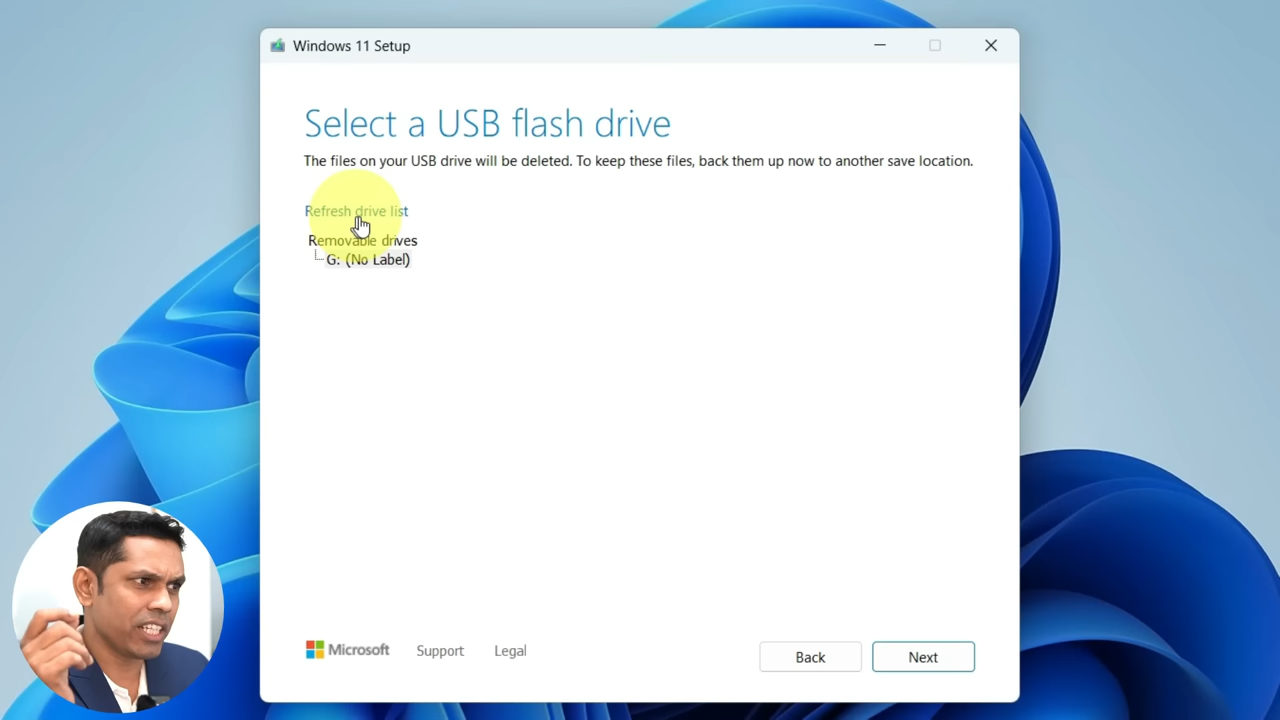 Windows 11 Setup
Select a USB flash drive
The files on your USB drive will be deleted. To keep these files, back them up now to another save location.
Refresh drive list
Removable drives
G: (No Label)
Microsoft
Support
Legal
Back
Next